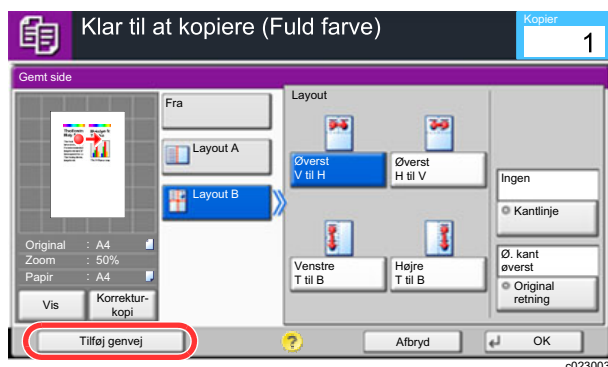 Klar til at kopiere (Fuld farve)
Kopier
1
Gemt side
Fra
Layout A
Layout B
Layout
Øverst
V til H
Øverst
H til V
Venstre
T til B
Højre
T til B
Ingen
Kantlinje
Ø. kant
øverst
Original
retning
Original : A4
Zoom : 50%
Papir : A4
Vis
Korrektur-
kopi
Tilføj genvej
?
Afbryd
OK